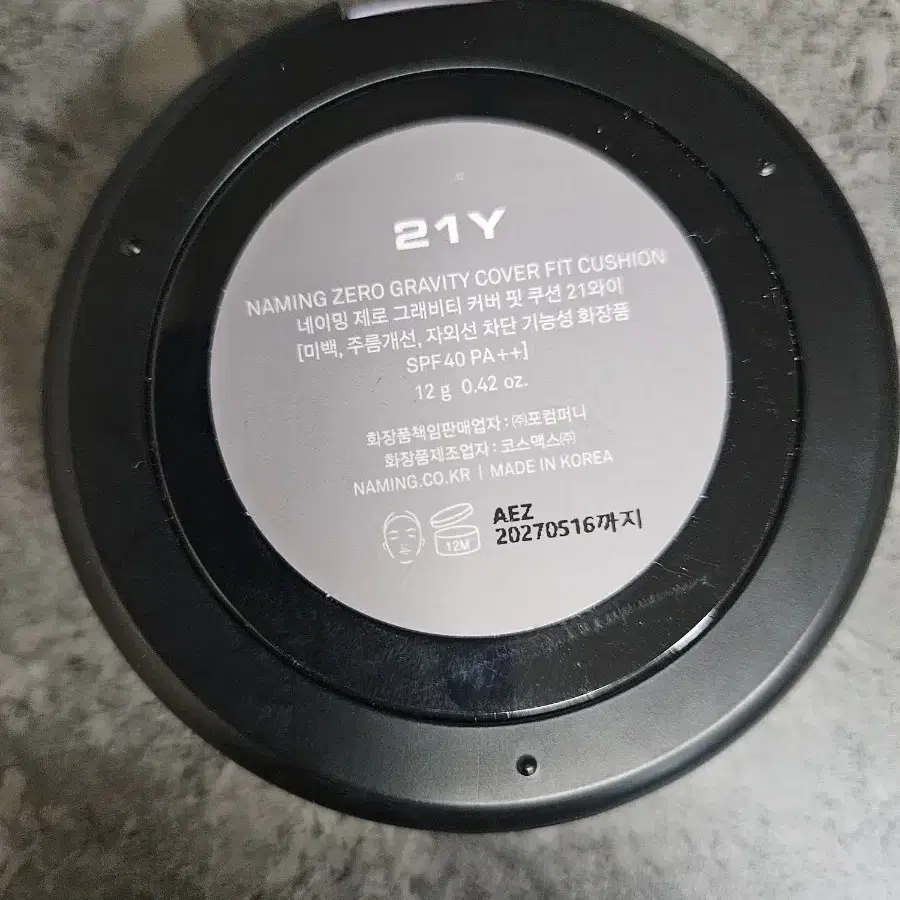 21Y
NAMING ZERO GRAVITY COVER FIT CUSHION
네이밍 제로 그래비티 커버 핏 쿠션 21와이
[미백, 주름개선, 자외선 차단 기능성 화장품
SPF40 PA++]
12 g 0.42 oz.
화장품책임판매업자 : ㈜포컴퍼니
화장품제조업자 : 코스맥스㈜
NAMING.CO.KR | MADE IN KOREA
12M
AEZ
20270516까지